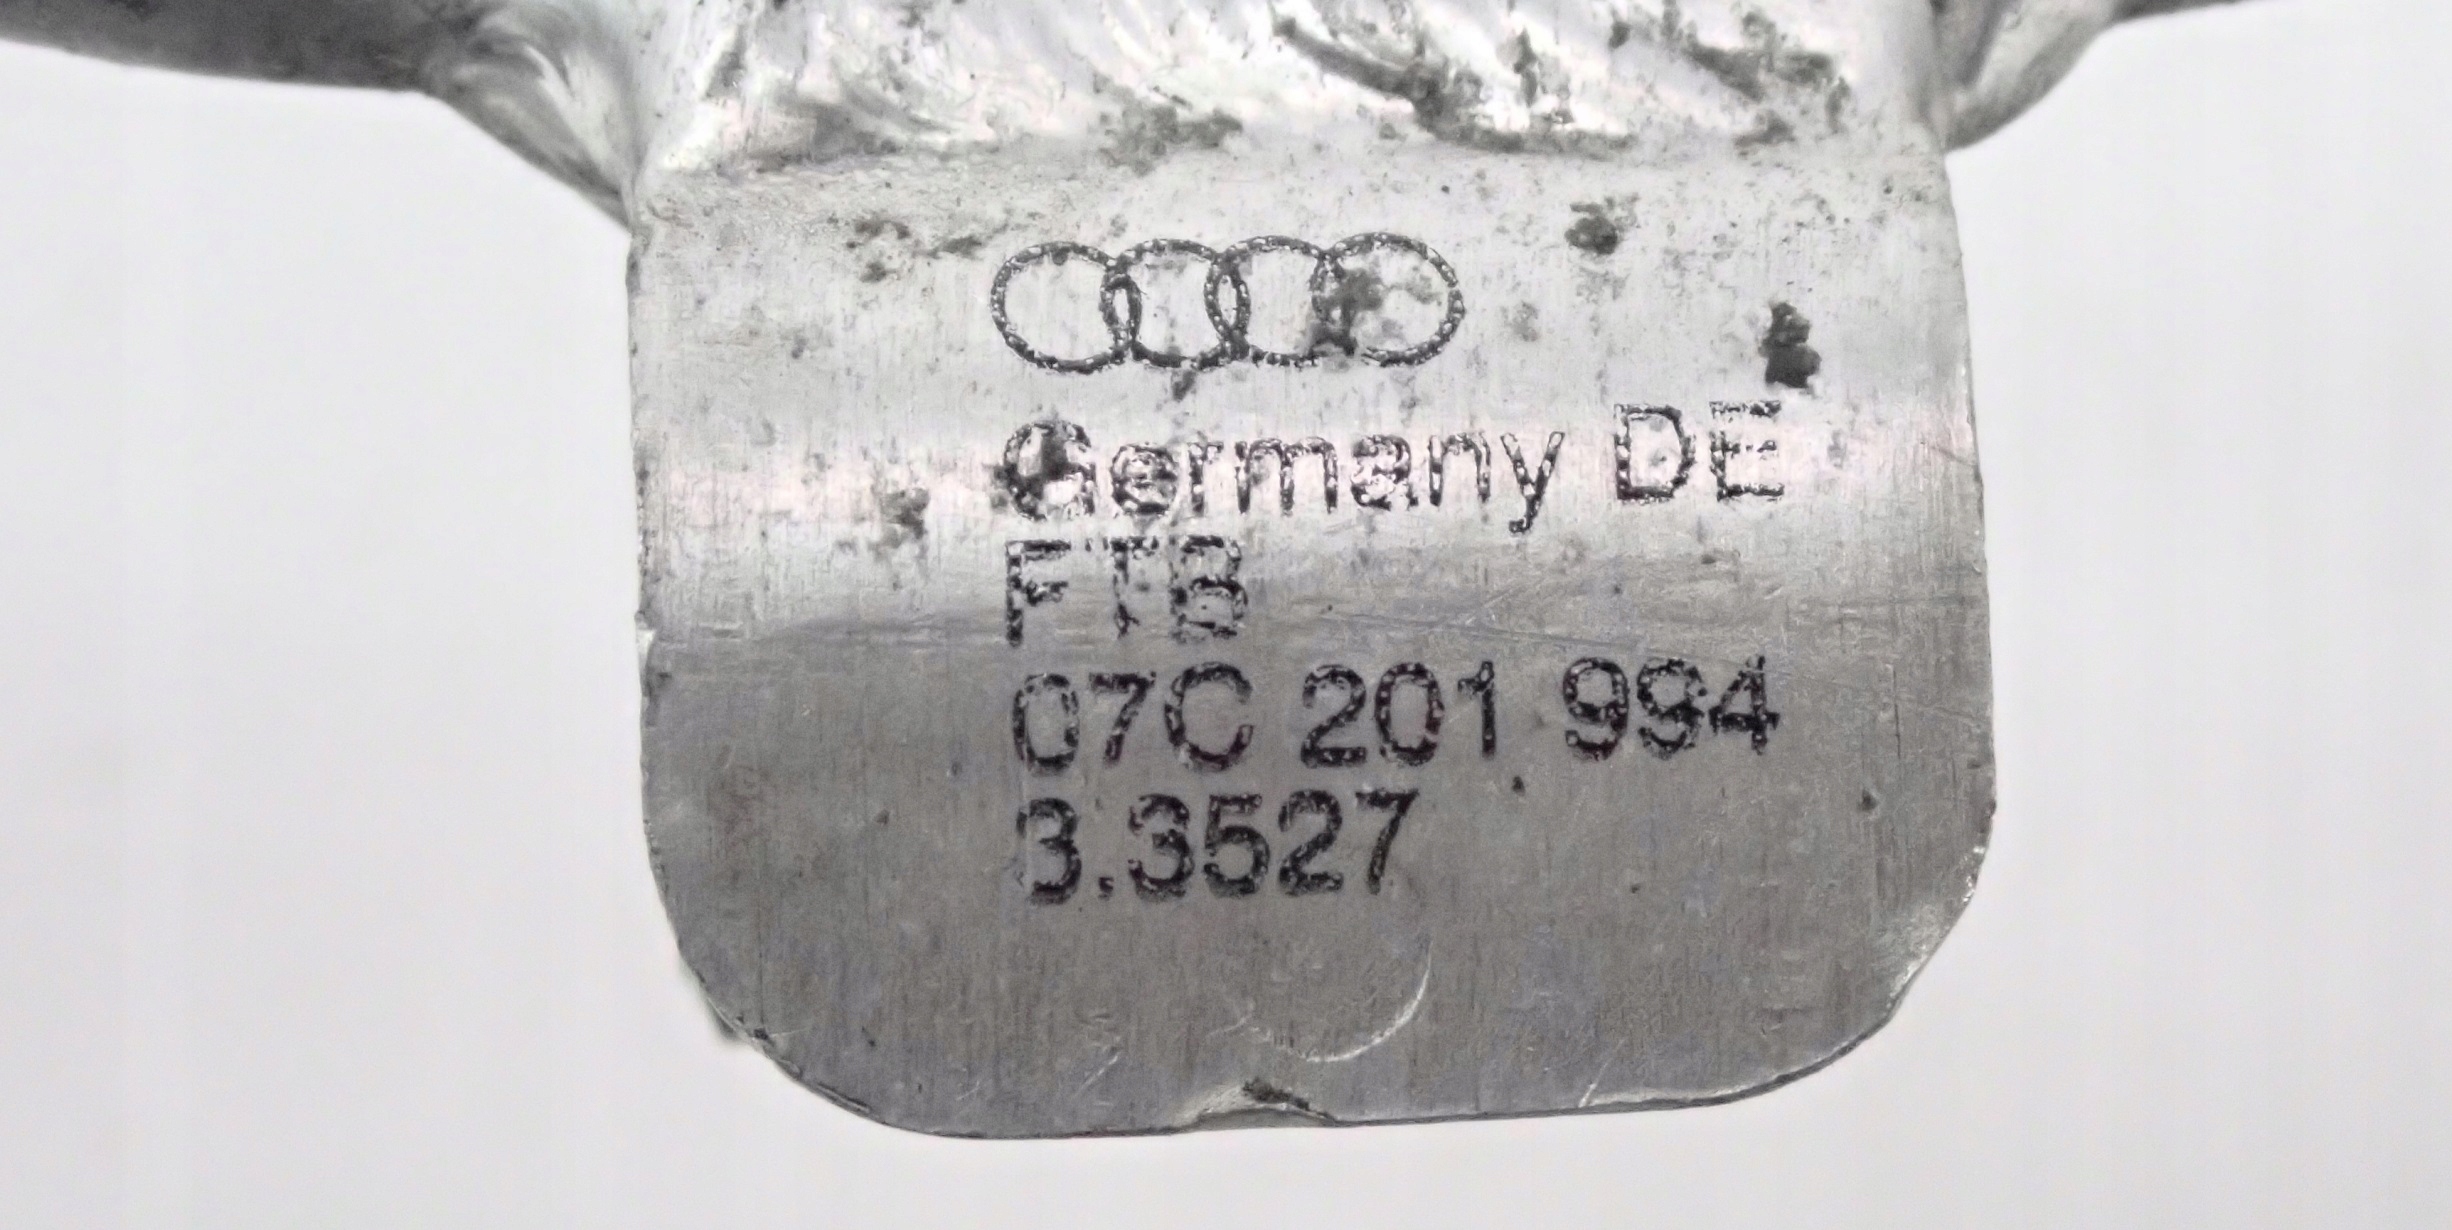 Germany DE
FTB
07C 201 994
3.3527